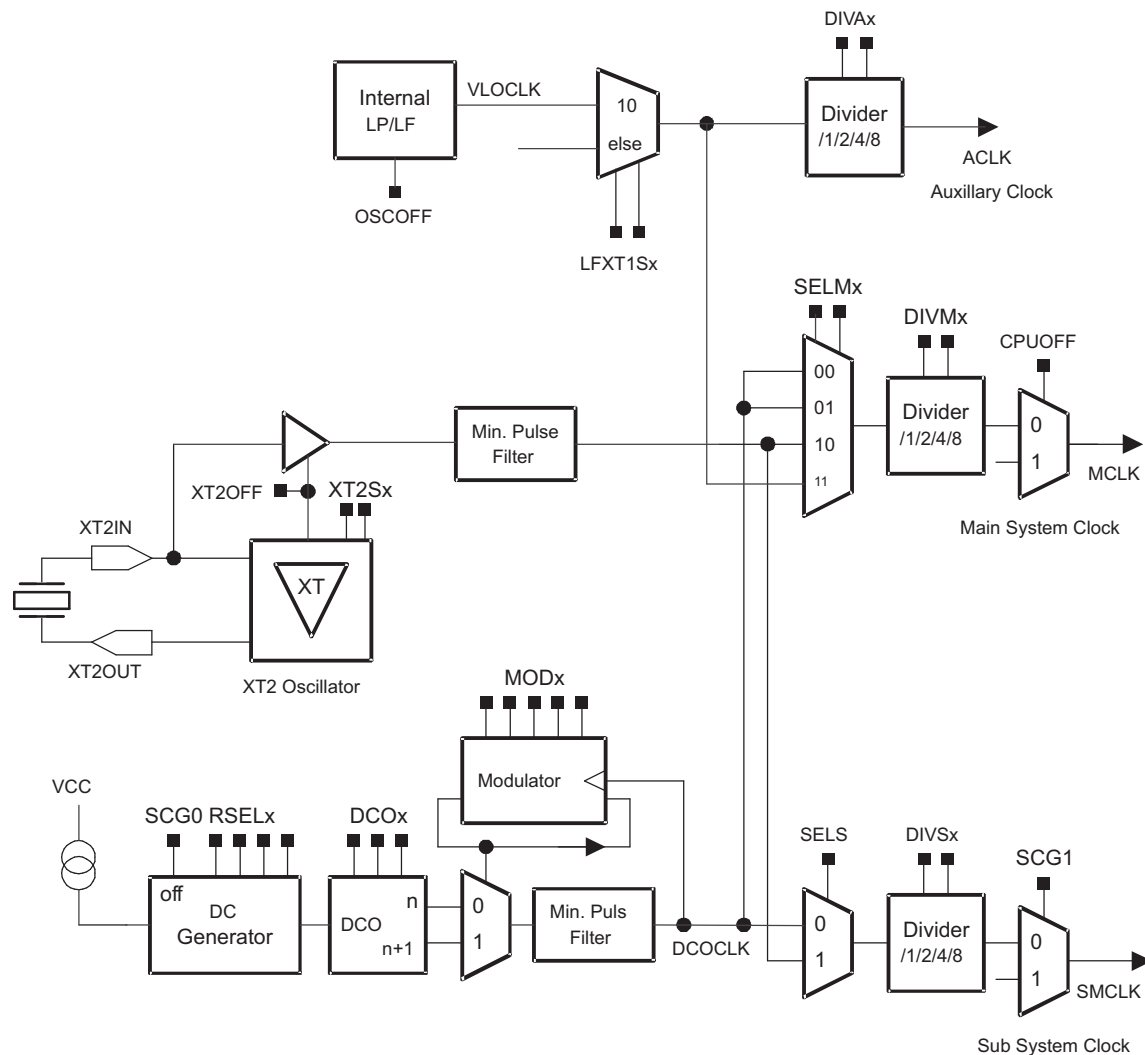 DIVAx
Internal
LP/LF
VLOCLK
10
else
Divider
/1/2/4/8
ACLK
Auxillary Clock
OSCOFF
LFXT1Sx
SELMx
DIVMx
CPUOFF
00
01
10
11
Divider
/1/2/4/8
0
1
MCLK
Main System Clock
Min. Pulse
Filter
XT2OFF
XT2Sx
XT2IN
XT
XT2OUT
XT2 Oscillator
MODx
Modulator
VCC
SCG0 RSELx
DCOx
off
DC
Generator
n
DCO
n+1
0
1
Min. Puls
Filter
DCOCLK
SELS
DIVSx
SCG1
0
1
Divider
/1/2/4/8
0
1
SMCLK
Sub System Clock